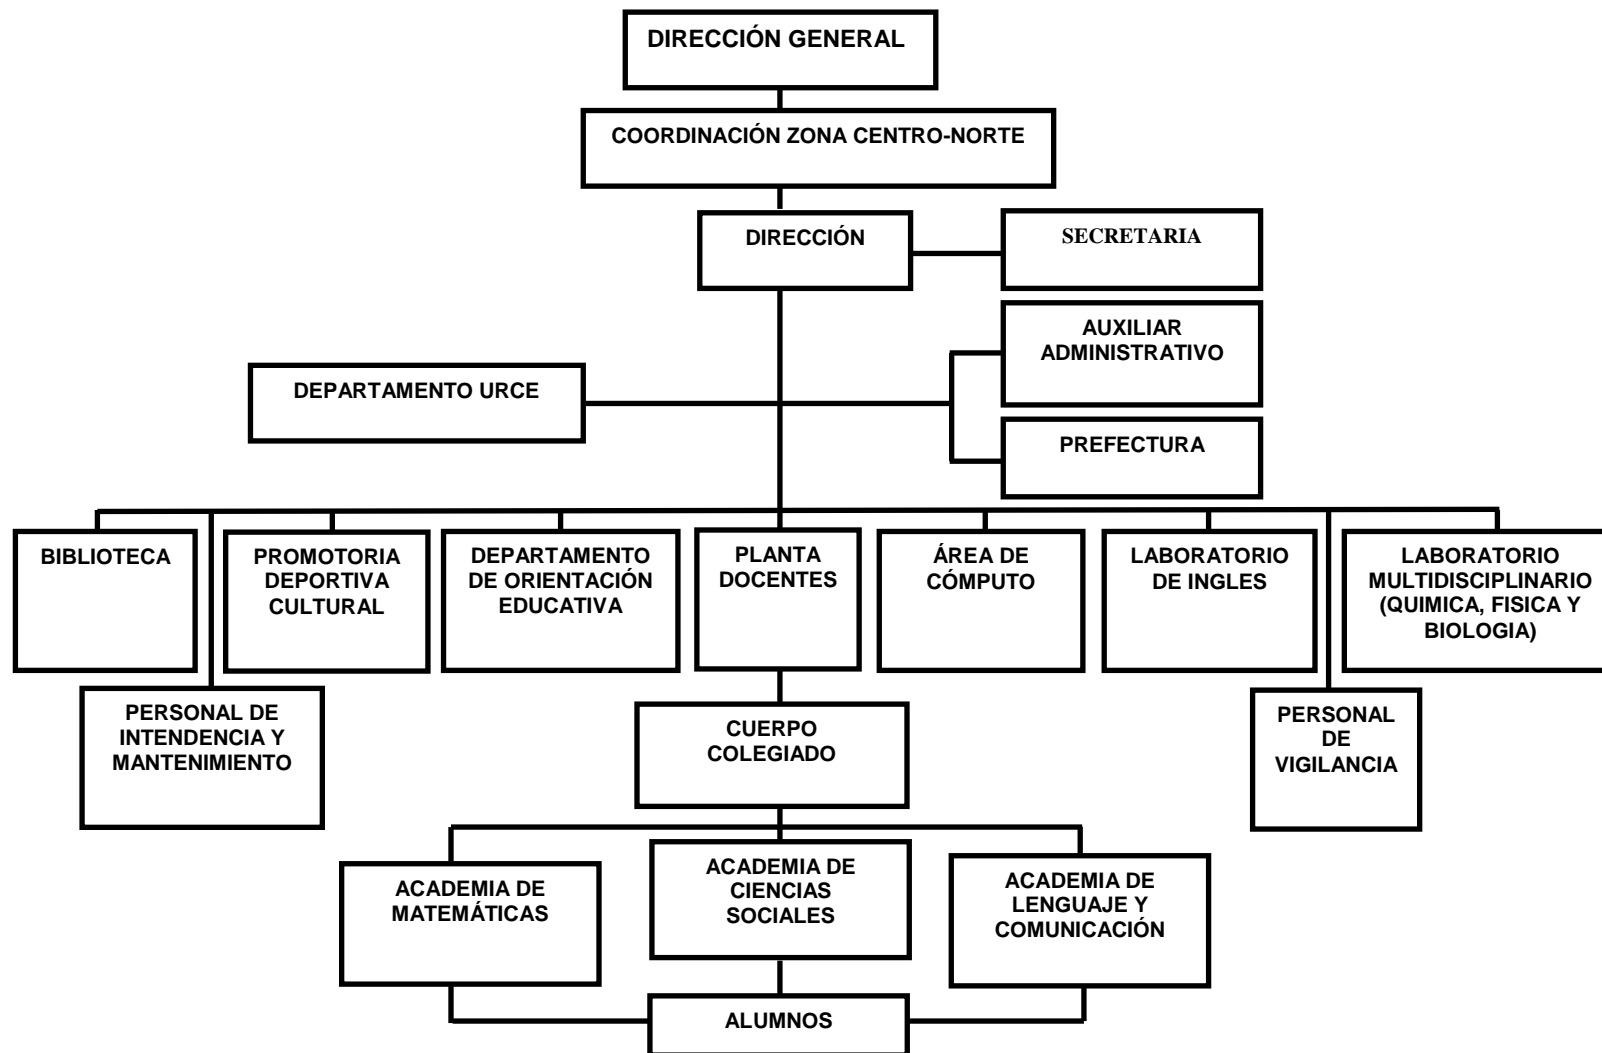 DIRECCIÓN GENERAL
COORDINACIÓN ZONA CENTRO-NORTE
DIRECCIÓN
SECRETARIA
AUXILIAR
ADMINISTRATIVO
DEPARTAMENTO URCE
PREFECTURA
BIBLIOTECA
PROMOTORIA
DEPORTIVA
CULTURAL
DEPARTAMENTO
DE ORIENTACIÓN
EDUCATIVA
PLANTA
DOCENTES
ÁREA DE
CÓMPUTO
LABORATORIO
DE INGLES
LABORATORIO
MULTIDISCIPLINARIO
(QUIMICA, FISICA Y
BIOLOGIA)
PERSONAL DE
INTENDENCIA Y
MANTENIMIENTO
CUERPO
COLEGIADO
PERSONAL
DE
VIGILANCIA
ACADEMIA DE
MATEMÁTICAS
ACADEMIA DE
CIENCIAS
SOCIALES
ACADEMIA DE
LENGUAJE Y
COMUNICACIÓN
ALUMNOS